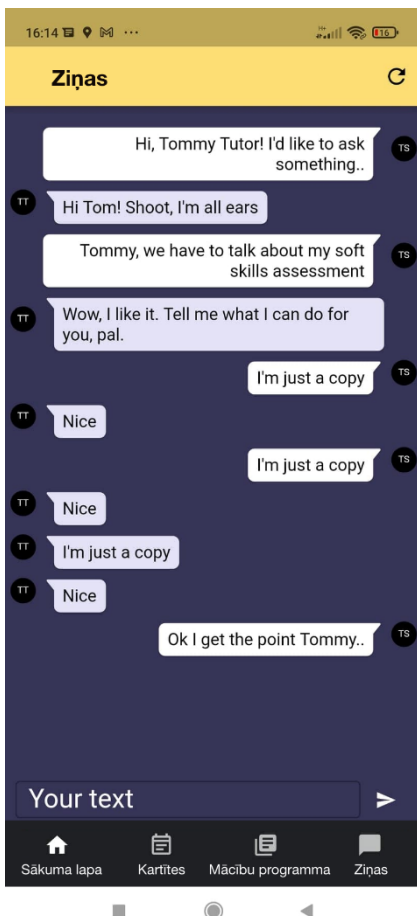 16:14
16
Ziņas
Hi, Tommy Tutor! I'd like to ask
something..
TS
TT
Hi Tom! Shoot, I'm all ears
Tommy, we have to talk about my soft
skills assessment
TS
TT
Wow, I like it. Tell me what I can do for
you, pal.
I'm just a copy
TS
TT
Nice
I'm just a copy
TS
TT
Nice
TT
I'm just a copy
TT
Nice
Ok I get the point Tommy..
TS
Your text
Sākuma lapa Kartītes Mācību programma Ziņas